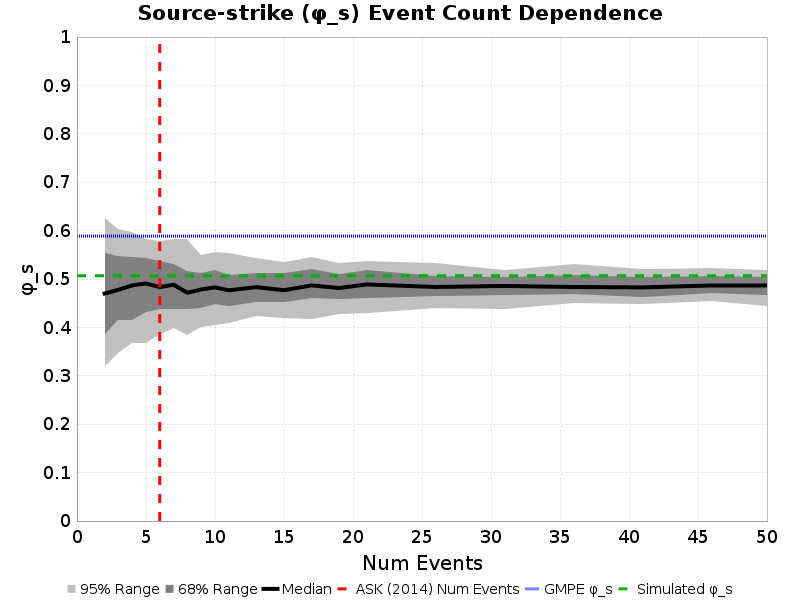 Source-strike (φ_s) Event Count Dependence
1
0.9
0.8
0.7
0.6
0.5
0.4
0.3
0.2
0.1
0
φ_s
0 5 10 15 20 25 30 35 40 45 50
Num Events
95% Range 68% Range Median ASK (2014) Num Events GMPE φ_s Simulated φ_s